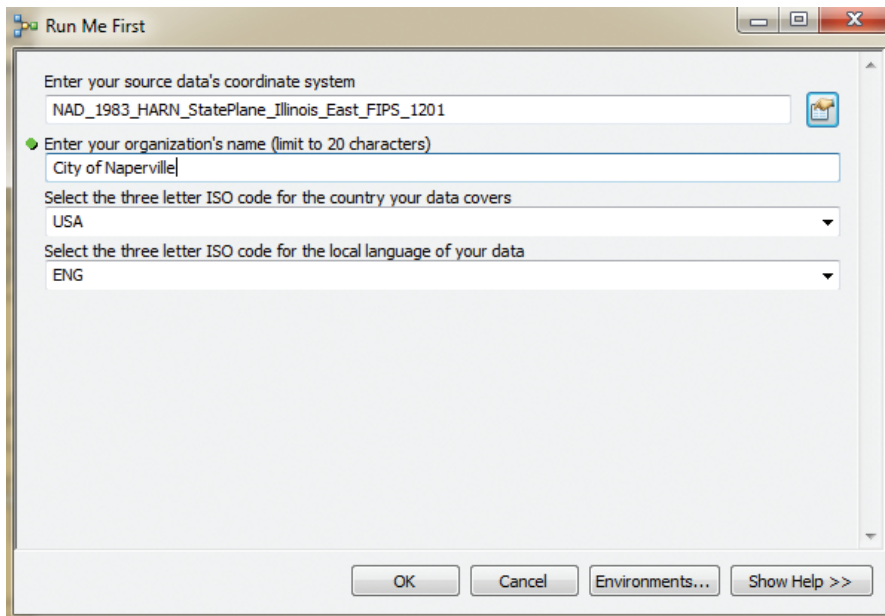 Run Me First
Enter your source data's coordinate system
NAD_1983_HARN_StatePlane_Illinois_East_FIPS_1201
Enter your organization's name (limit to 20 characters)
City of Naperville
Select the three letter ISO code for the country your data covers
USA
Select the three letter ISO code for the local language of your data
ENG
OK Cancel Environments... Show Help >>